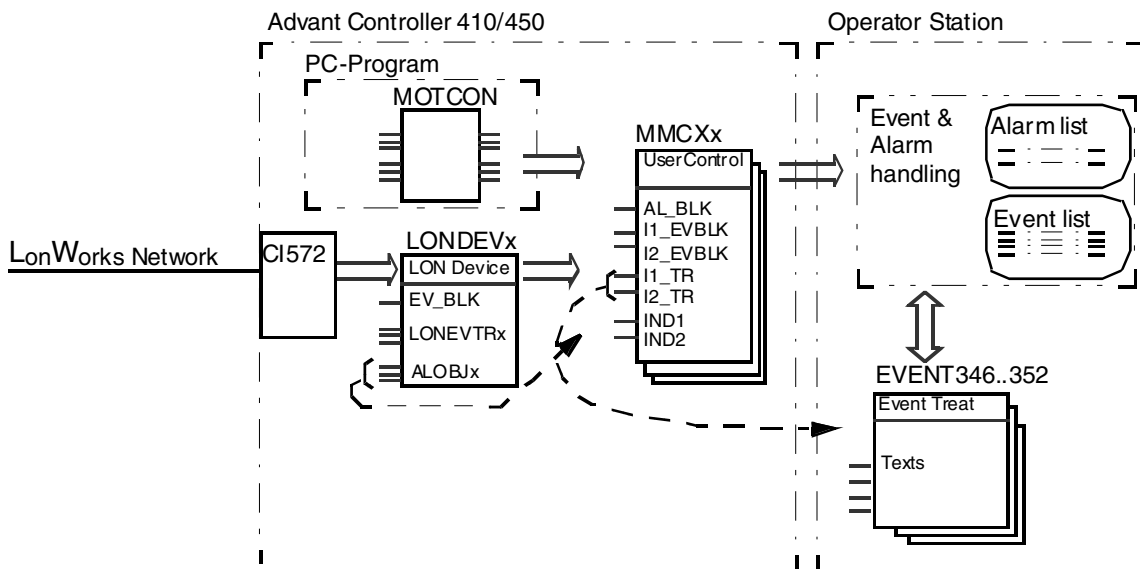 Advant Controller 410/450
Operator Station
PC-Program
MOTCON
MMCXx
UserControl
AL_BLK
I1_EVBLK
I2_EVBLK
I1_TR
I2_TR
IND1
IND2
Event &
Alarm
handling
Alarm list
Event list
LonWorks Network
CI572
LONDEVx
LON Device
EV_BLK
LONEVTRx
ALOBJx
EVENT346..352
Event Treat
Texts